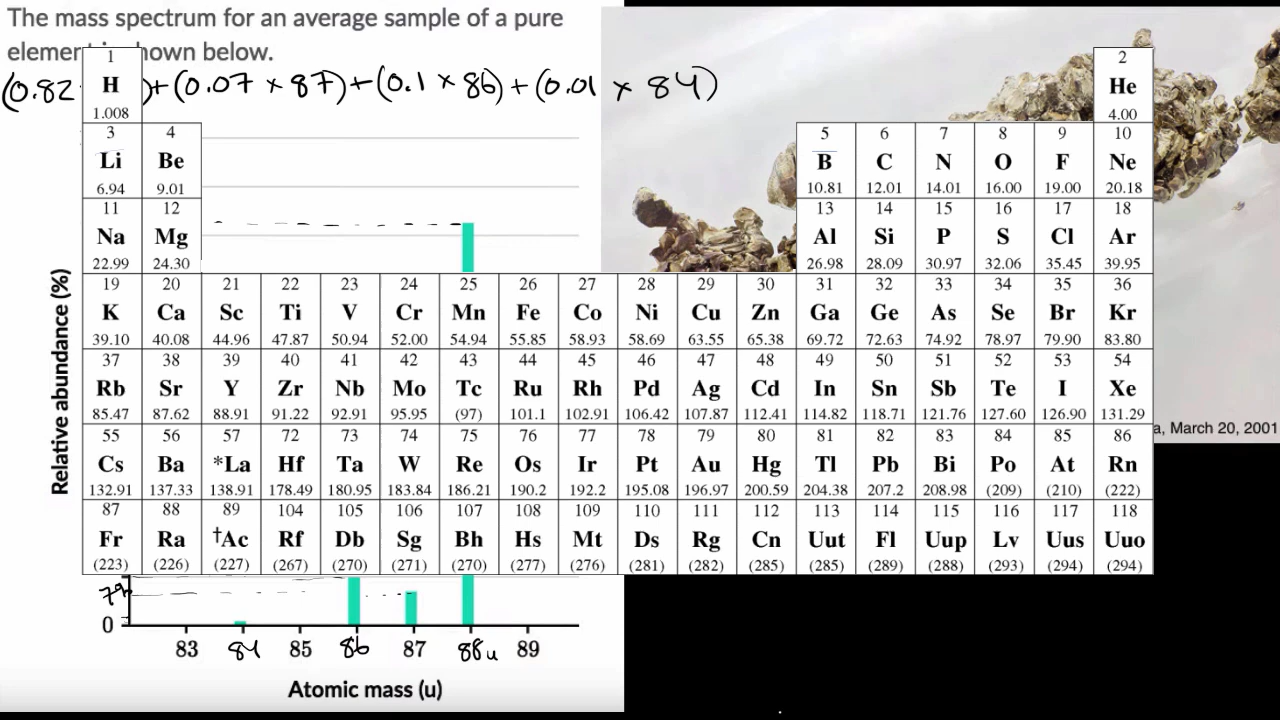 The mass spectrum for an average sample of a pure
element is shown below.
(0.82 )+(0.07 × 87)+(0.1 × 86)+(0.01 × 84)
1 2
H He
1.008 4.00
3 4 5 6 7 8 9 10
Li Be B C N O F Ne
6.94 9.01 10.81 12.01 14.01 16.00 19.00 20.18
11 12 13 14 15 16 17 18
Na Mg Al Si P S Cl Ar
22.99 24.30 26.98 28.09 30.97 32.06 35.45 39.95
19 20 21 22 23 24 25 26 27 28 29 30 31 32 33 34 35 36
K Ca Sc Ti V Cr Mn Fe Co Ni Cu Zn Ga Ge As Se Br Kr
39.10 40.08 44.96 47.87 50.94 52.00 54.94 55.85 58.93 58.69 63.55 65.38 69.72 72.63 74.92 78.97 79.90 83.80
37 38 39 40 41 42 43 44 45 46 47 48 49 50 51 52 53 54
Rb Sr Y Zr Nb Mo Tc Ru Rh Pd Ag Cd In Sn Sb Te I Xe
85.47 87.62 88.91 91.22 92.91 95.95 (97) 101.1 102.91 106.42 107.87 112.41 114.82 118.71 121.76 127.60 126.90 131.29
a, March 20, 2001
55 56 57 72 73 74 75 76 77 78 79 80 81 82 83 84 85 86
Cs Ba *La Hf Ta W Re Os Ir Pt Au Hg Tl Pb Bi Po At Rn
132.91 137.33 138.91 178.49 180.95 183.84 186.21 190.2 192.2 195.08 196.97 200.59 204.38 207.2 208.98 (209) (210) (222)
87 88 89 104 105 106 107 108 109 110 111 112 113 114 115 116 117 118
Fr Ra †Ac Rf Db Sg Bh Hs Mt Ds Rg Cn Uut Fl Uup Lv Uus Uuo
(223) (226) (227) (267) (270) (271) (270) (277) (276) (281) (282) (285) (285) (289) (288) (293) (294) (294)
Relative abundance (%)
7%
0
83 84 85 86 87 88u 89
Atomic mass (u)